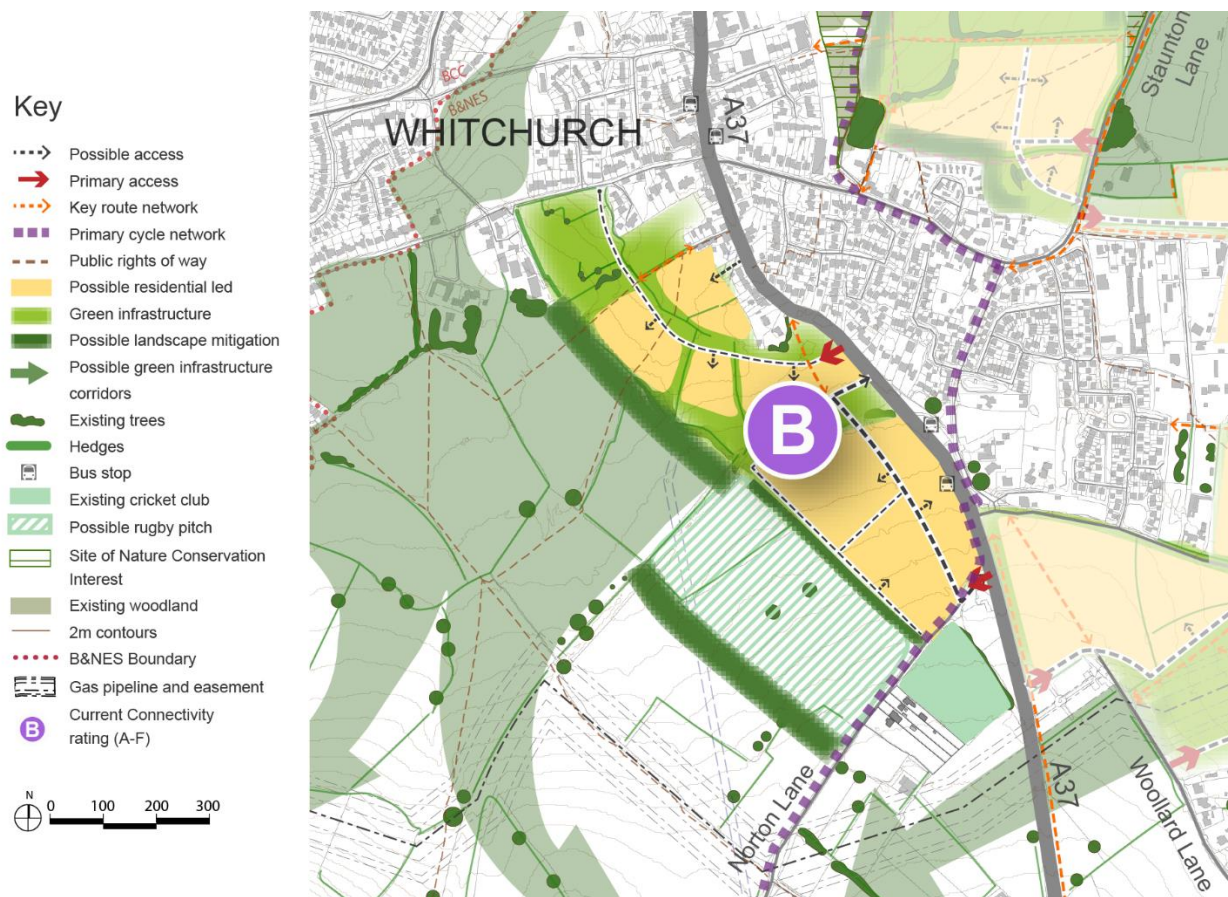 Key
Possible access
Primary access
Key route network
Primary cycle network
Public rights of way
Possible residential led
Green infrastructure
Possible landscape mitigation
Possible green infrastructure
corridors
Existing trees
Hedges
Bus stop
Existing cricket club
Possible rugby pitch
Site of Nature Conservation
Interest
Existing woodland
2m contours
B&NES Boundary
Gas pipeline and easement
B
Current Connectivity
rating (A-F)
N
0 100 200 300
BCC
B&NES
WHITCHURCH
A37
Staunton
Lane
B
Norton Lane
A37
Woollard Lane